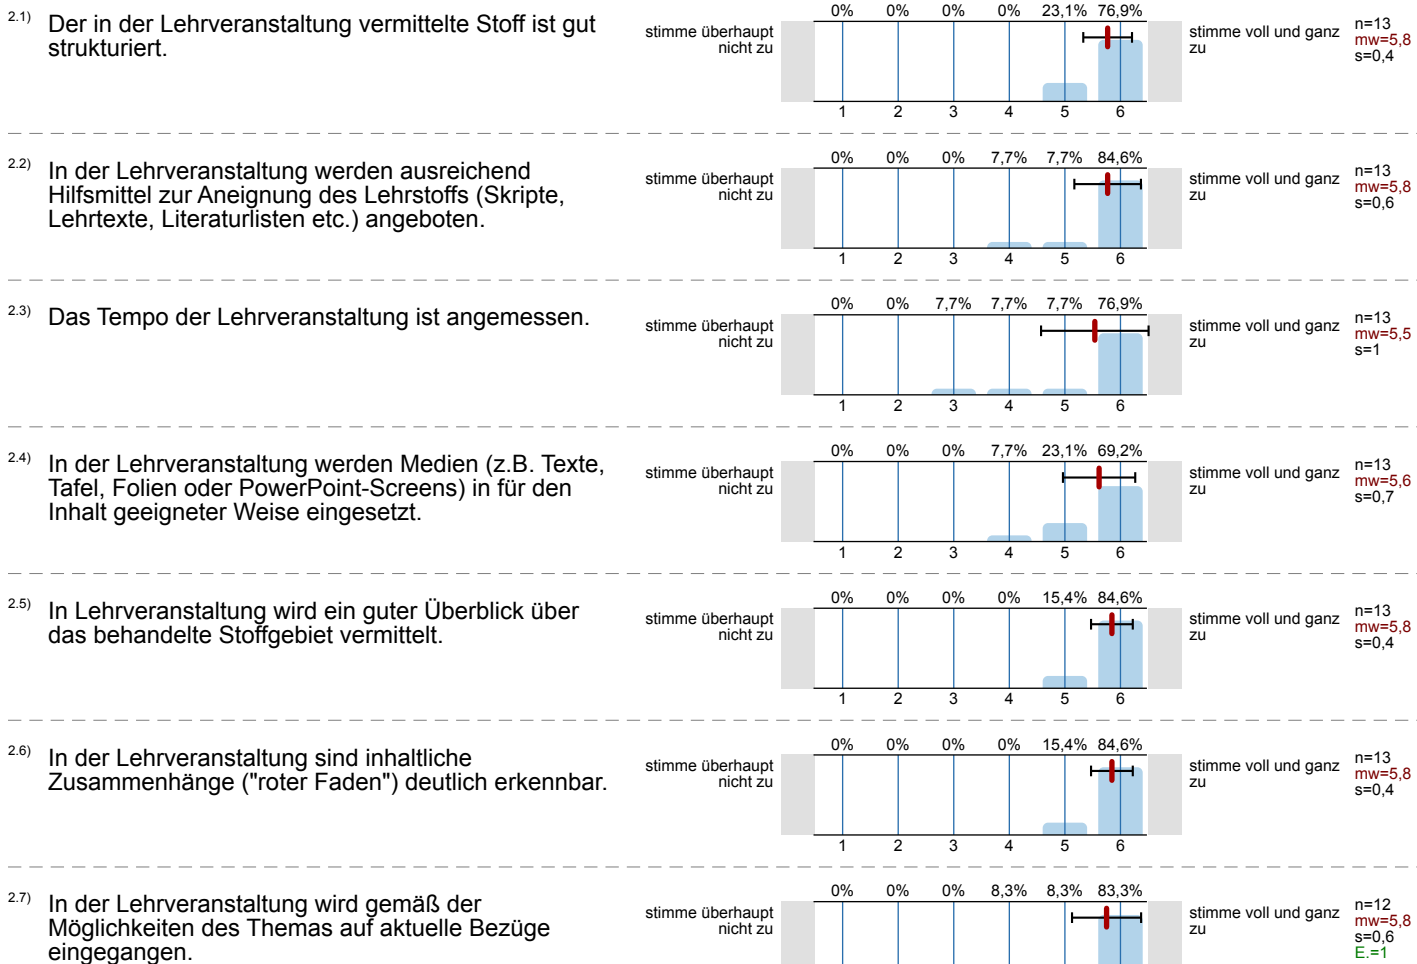 2.1) Der in der Lehrveranstaltung vermittelte Stoff ist gut
strukturiert.
stimme überhaupt
nicht zu
0% 0% 0% 0% 23,1% 76,9%
1 2 3 4 5 6
stimme voll und ganz
zu
n=13
mw=5,8
s=0,4
2.2) In der Lehrveranstaltung werden ausreichend
Hilfsmittel zur Aneignung des Lehrstoffs (Skripte,
Lehrtexte, Literaturlisten etc.) angeboten.
stimme überhaupt
nicht zu
0% 0% 0% 7,7% 7,7% 84,6%
1 2 3 4 5 6
stimme voll und ganz
zu
n=13
mw=5,8
s=0,6
2.3) Das Tempo der Lehrveranstaltung ist angemessen.
stimme überhaupt
nicht zu
0% 0% 7,7% 7,7% 7,7% 76,9%
1 2 3 4 5 6
stimme voll und ganz
zu
n=13
mw=5,5
s=1
2.4) In der Lehrveranstaltung werden Medien (z.B. Texte,
Tafel, Folien oder PowerPoint-Screens) in für den
Inhalt geeigneter Weise eingesetzt.
stimme überhaupt
nicht zu
0% 0% 0% 7,7% 23,1% 69,2%
1 2 3 4 5 6
stimme voll und ganz
zu
n=13
mw=5,6
s=0,7
2.5) In Lehrveranstaltung wird ein guter Überblick über
das behandelte Stoffgebiet vermittelt.
stimme überhaupt
nicht zu
0% 0% 0% 0% 15,4% 84,6%
1 2 3 4 5 6
stimme voll und ganz
zu
n=13
mw=5,8
s=0,4
2.6) In der Lehrveranstaltung sind inhaltliche
Zusammenhänge ("roter Faden") deutlich erkennbar.
stimme überhaupt
nicht zu
0% 0% 0% 0% 15,4% 84,6%
1 2 3 4 5 6
stimme voll und ganz
zu
n=13
mw=5,8
s=0,4
2.7) In der Lehrveranstaltung wird gemäß der
Möglichkeiten des Themas auf aktuelle Bezüge
eingegangen.
stimme überhaupt
nicht zu
0% 0% 0% 8,3% 8,3% 83,3%
stimme voll und ganz
zu
n=12
mw=5,8
s=0,6
E.=1